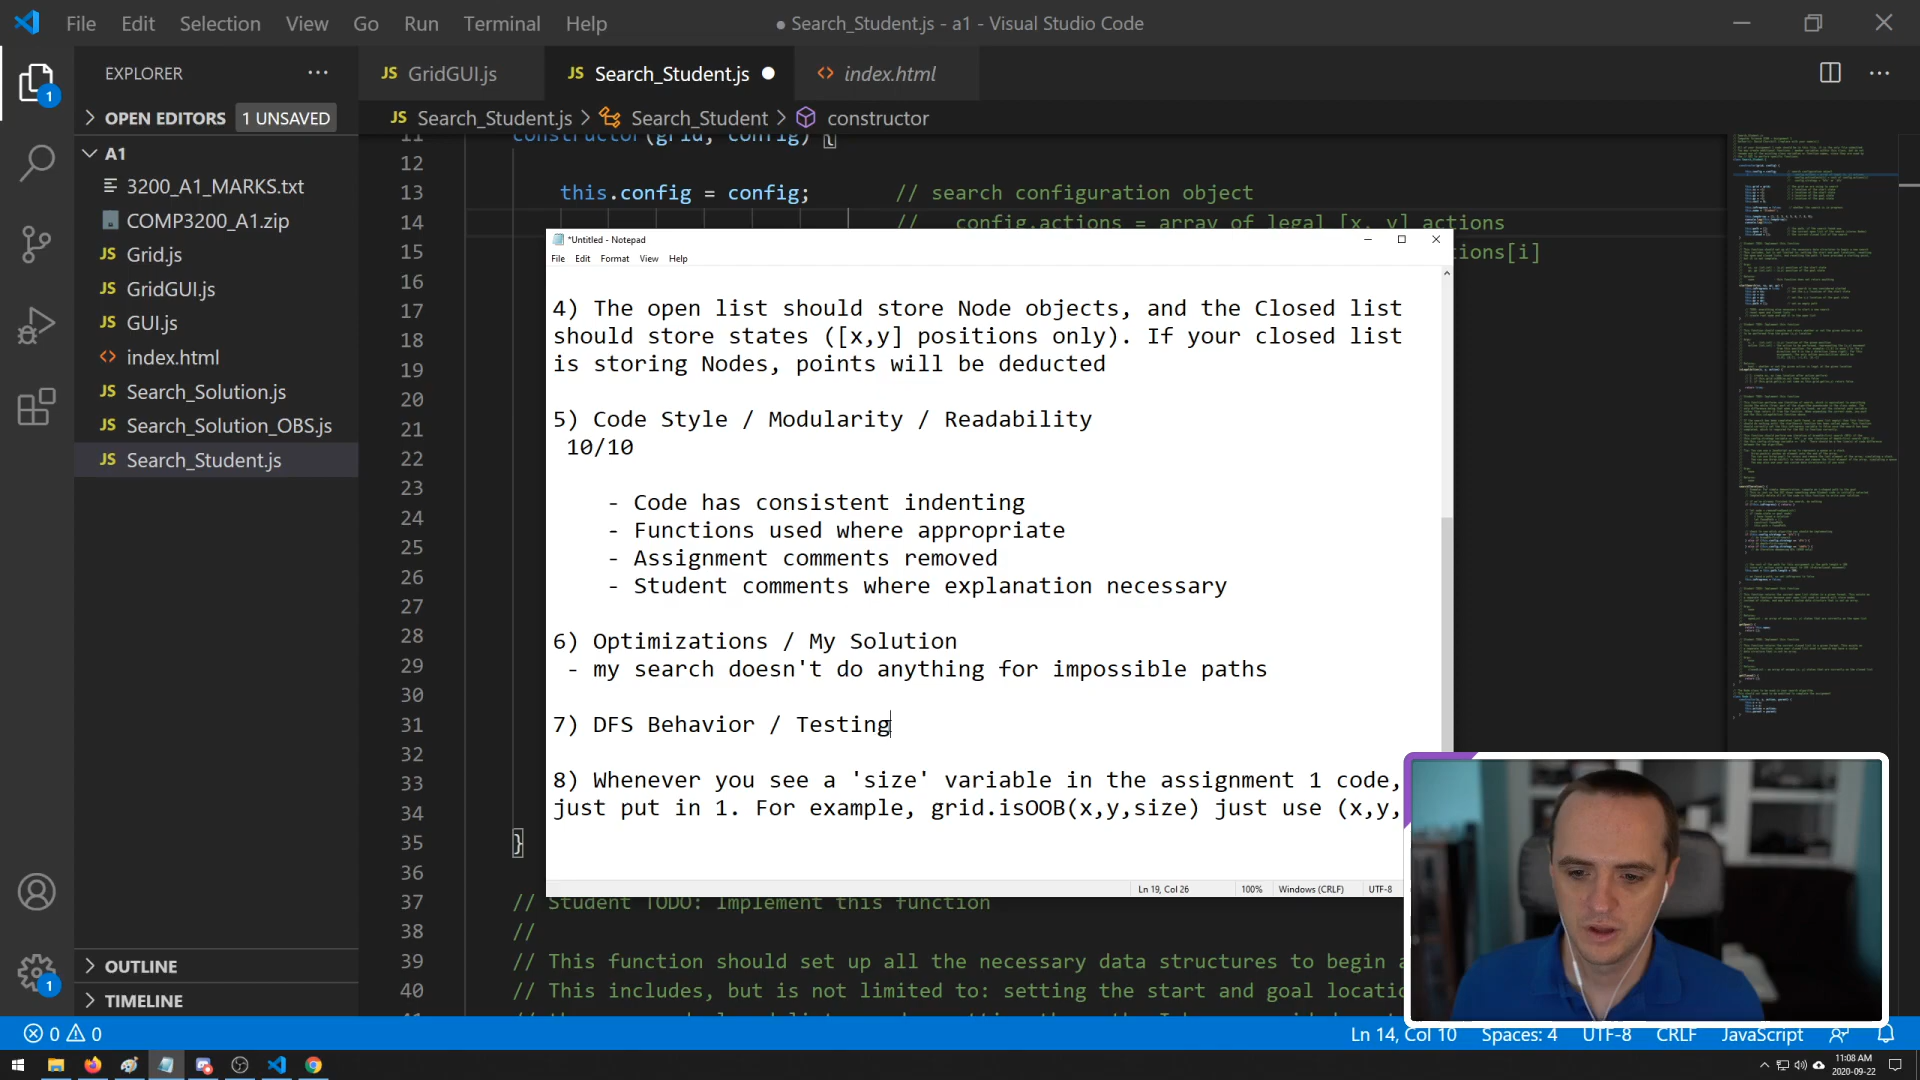 File Edit Selection View Go Run Terminal Help
● Search_Student.js - a1 - Visual Studio Code
EXPLORER
JS GridGUI.js
JS Search_Student.js ●
<> index.html
OPEN EDITORS 1 UNSAVED
JS Search_Student.js > Search_Student > constructor
A1
3200_A1_MARKS.txt
COMP3200_A1.zip
JS Grid.js
JS GridGUI.js
JS GUI.js
<> index.html
JS Search_Solution.js
JS Search_Solution_OBS.js
JS Search_Student.js
OUTLINE
TIMELINE
11 constructor(grid, config) {
12
13 this.config = config; // search configuration object
14 // config.actions = array of legal [x, y] actions
15 tions[i]
16
17
18
19
20
21
22
23
24
25
26
27
28
29
30
31
32
33
34
35 }
36
37 // Student TODO: Implement this function
38 //
39 // This function should set up all the necessary data structures to begin a
40 // This includes, but is not limited to: setting the start and goal locatio
*Untitled - Notepad
File Edit Format View Help
4) The open list should store Node objects, and the Closed list
should store states ([x,y] positions only). If your closed list
is storing Nodes, points will be deducted
5) Code Style / Modularity / Readability
10/10
- Code has consistent indenting
- Functions used where appropriate
- Assignment comments removed
- Student comments where explanation necessary
6) Optimizations / My Solution
- my search doesn't do anything for impossible paths
7) DFS Behavior / Testing
8) Whenever you see a 'size' variable in the assignment 1 code,
just put in 1. For example, grid.isOOB(x,y,size) just use (x,y,
Ln 19, Col 26 100% Windows (CRLF) UTF-8
1
1
0 0
Ln 14, Col 10 Spaces: 4 UTF-8 CRLF JavaScript
11:08 AM
2020-09-22